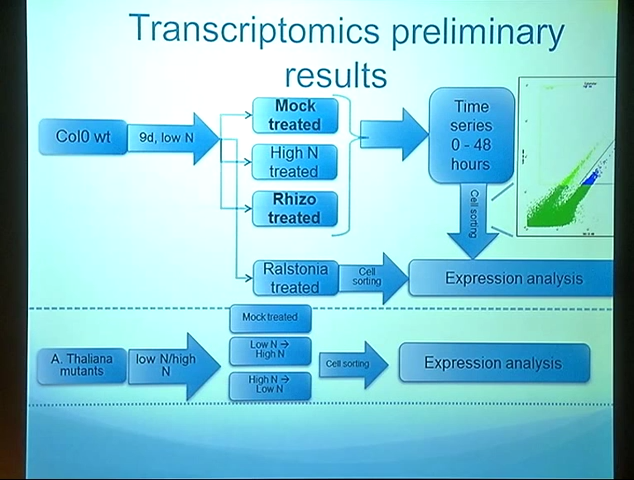 Transcriptomics preliminary
results
Col0 wt
9d, low N
Mock
treated
High N
treated
Rhizo
treated
Ralstonia
treated
Time
series
0 - 48
hours
Cell sorting
Cell
sorting
Expression analysis
A. Thaliana
mutants
low N/high
N
Mock treated
Low N →
High N
High N →
Low N
Cell sorting
Expression analysis